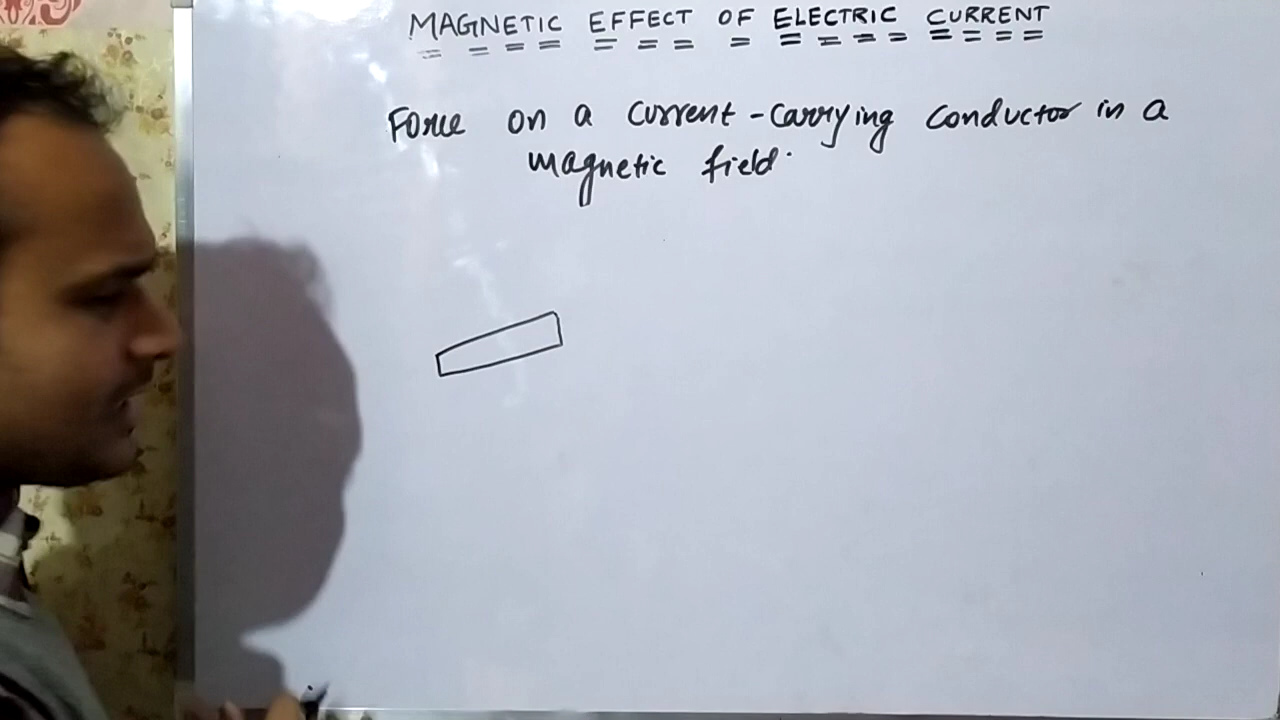 MAGNETIC EFFECT OF ELECTRIC CURRENT
Force on a current-carrying conductor in a
magnetic field.